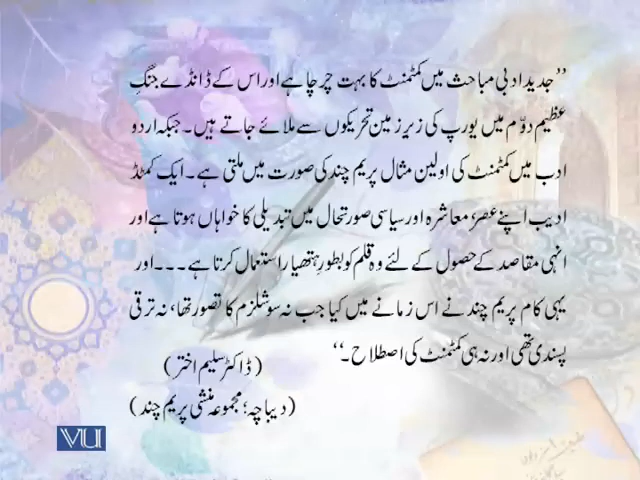 ”جدید ادبی مباحث میں کمٹمنٹ کا بہت چرچا ہے اور اس کے ڈانڈے جنگِ
عظیم دوّم میں یورپ کی زیرِ زمین تحریکوں سے ملائے جاتے ہیں۔ جبکہ اردو
ادب میں کمٹمنٹ کی اولین مثال پریم چند کی صورت میں ملتی ہے۔ ایک کمٹڈ
ادیب اپنے عصر، معاشرہ اور سیاسی صورتحال میں تبدیلی کا خواہاں ہوتا ہے اور
انہی مقاصد کے حصول کے لئے وہ قلم کو بطورِ ہتھیار استعمال کرتا ہے۔۔۔ اور
یہی کام پریم چند نے اس زمانے میں کیا جب نہ سوشلزم کا تصور تھا، نہ ترقی
پسندی تھی اور نہ ہی کمٹمنٹ کی اصطلاح۔“
(ڈاکٹر سلیم اختر)
(دیباچہ؛ مجموعہ منشی پریم چند)
VU